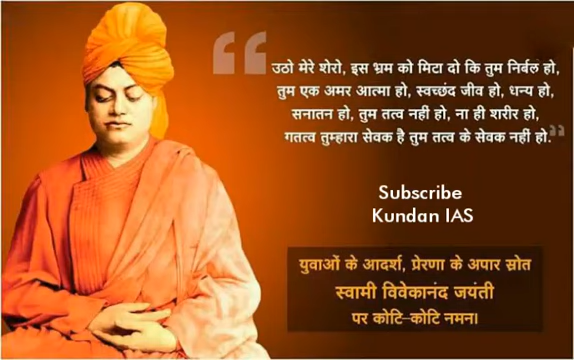 उठो मेरे शेरो, इस भ्रम को मिटा दो कि तुम निर्बल हो,
तुम एक अमर आत्मा हो, स्वच्छंद जीव हो, धन्य हो,
सनातन हो, तुम तत्व नहीं हो, ना ही शरीर हो,
गतत्व तुम्हारा सेवक है तुम तत्व के सेवक नहीं हो.”
Subscribe
Kundan IAS
युवाओं के आदर्श, प्रेरणा के अपार स्रोत
स्वामी विवेकानंद जयंती
पर कोटि-कोटि नमन।